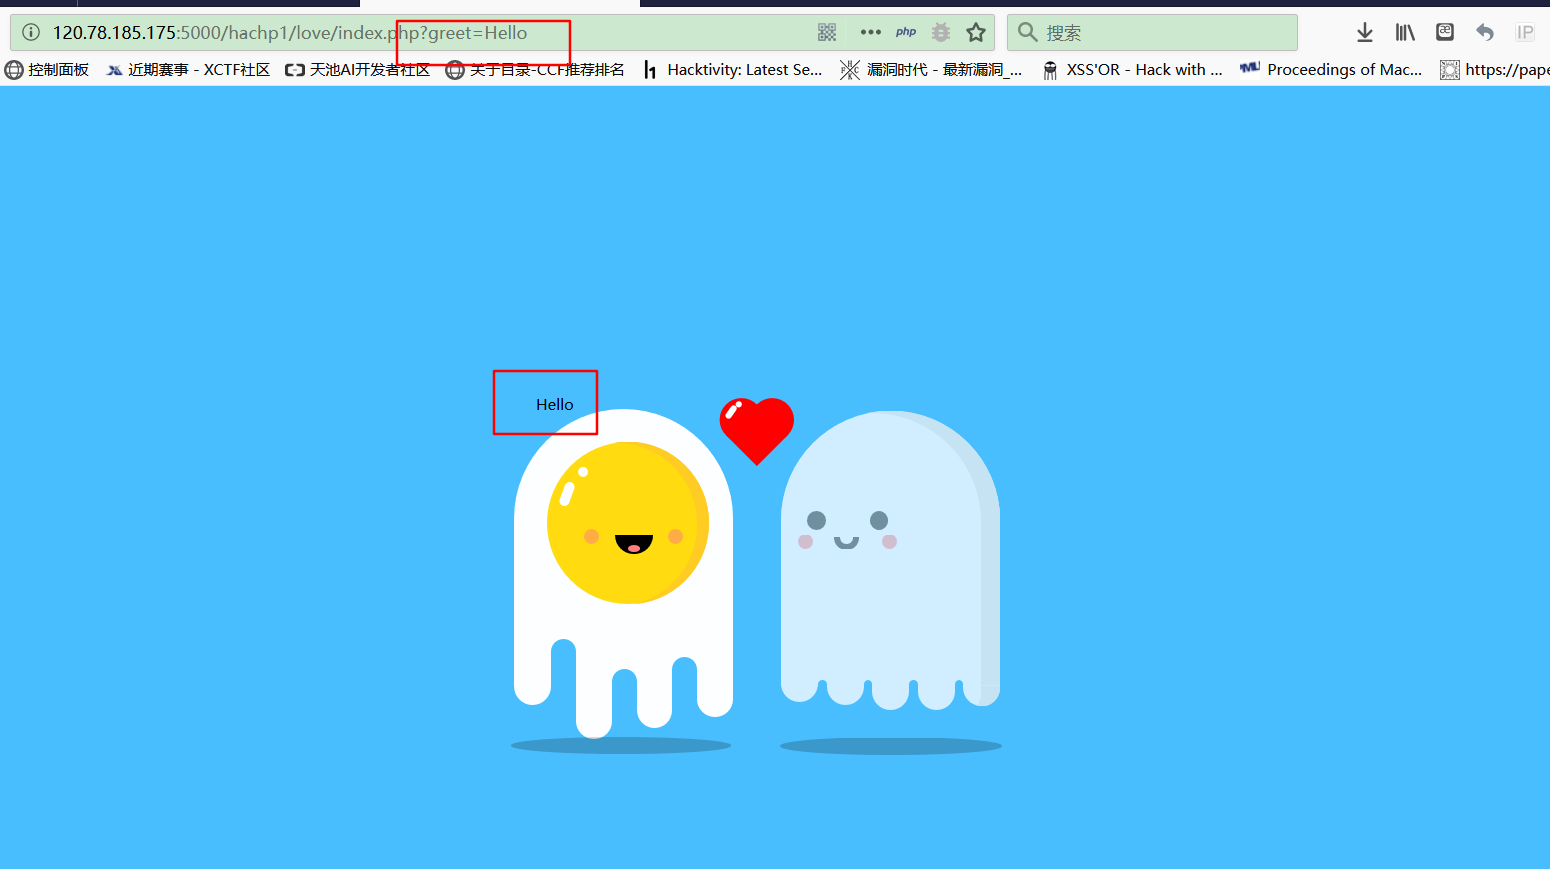 120.78.185.175:5000/hachp1/love/index.php?greet=Hello php 搜索 IP
控制面板 近期赛事 - XCTF社区 天池AI开发者社区 关于目录-CCF推荐排名 Hacktivity: Latest Se... 漏洞时代 - 最新漏洞_... XSS'OR - Hack with ... Proceedings of Mac... https://pape
Hello